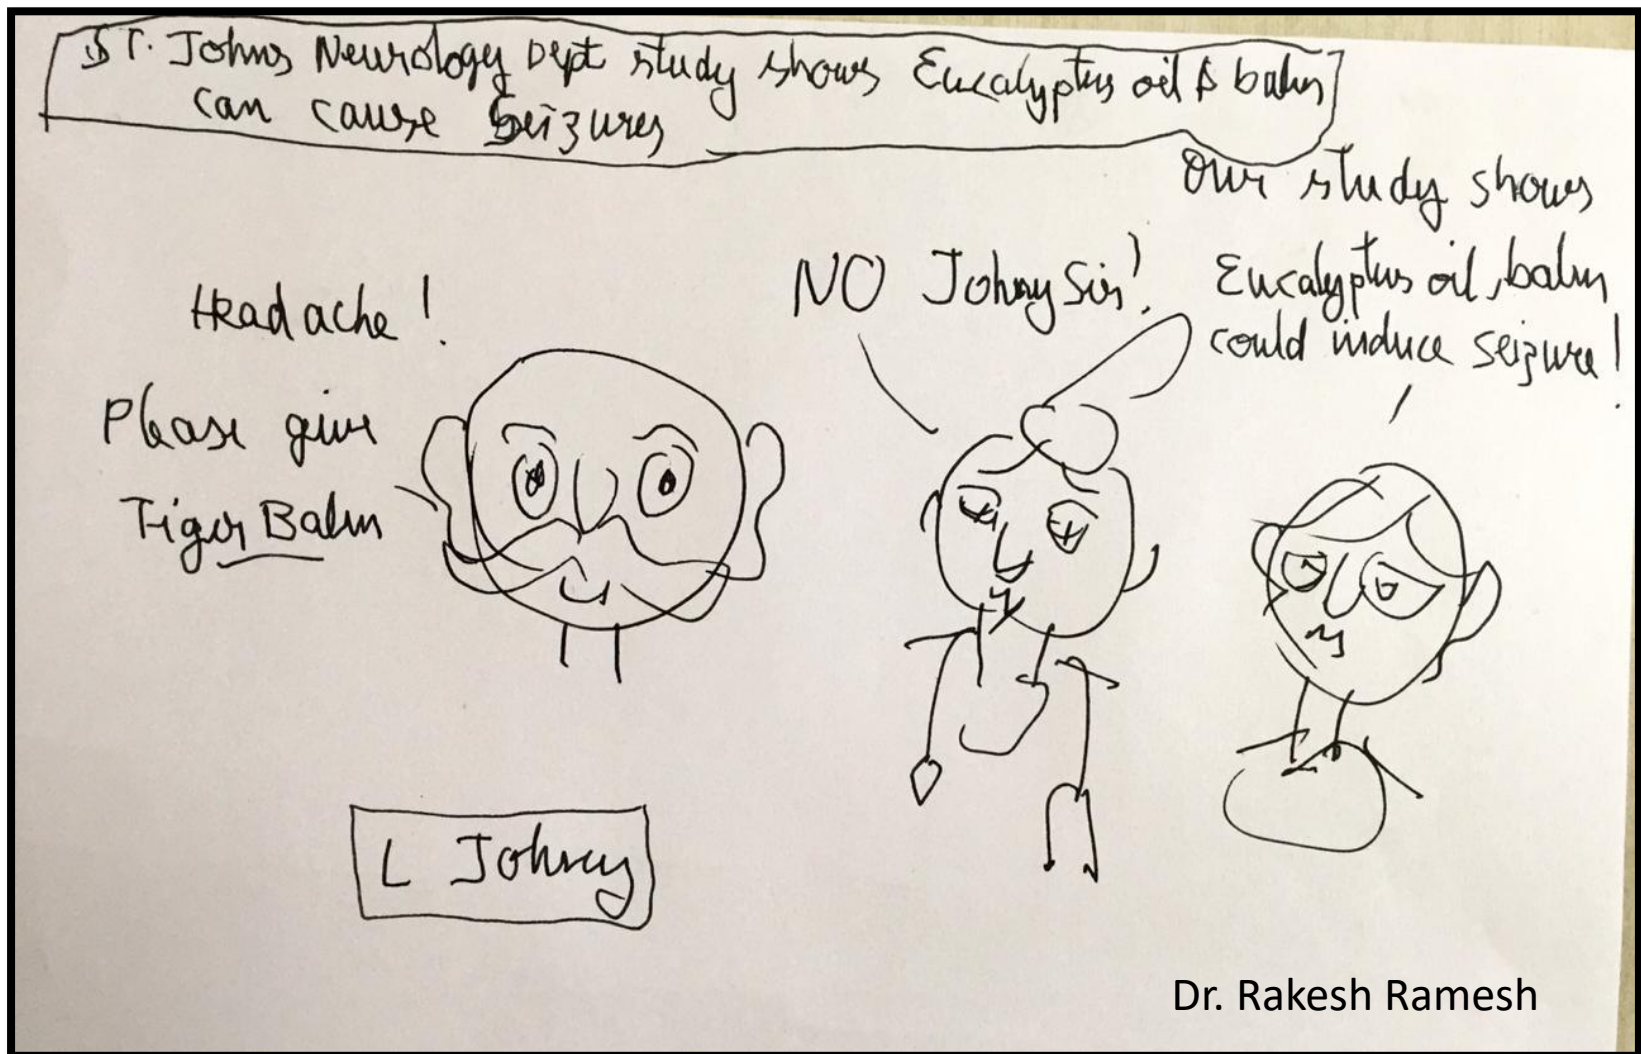 ST. Johns Neurology Dept study shows Eucalyptus oil & balm
can cause Seizures
Headache!
Please give
Tiger Balm
NO Johny Sir!
Our study shows
Eucalyptus oil, balm
could induce seizure!
L Johney
Dr. Rakesh Ramesh